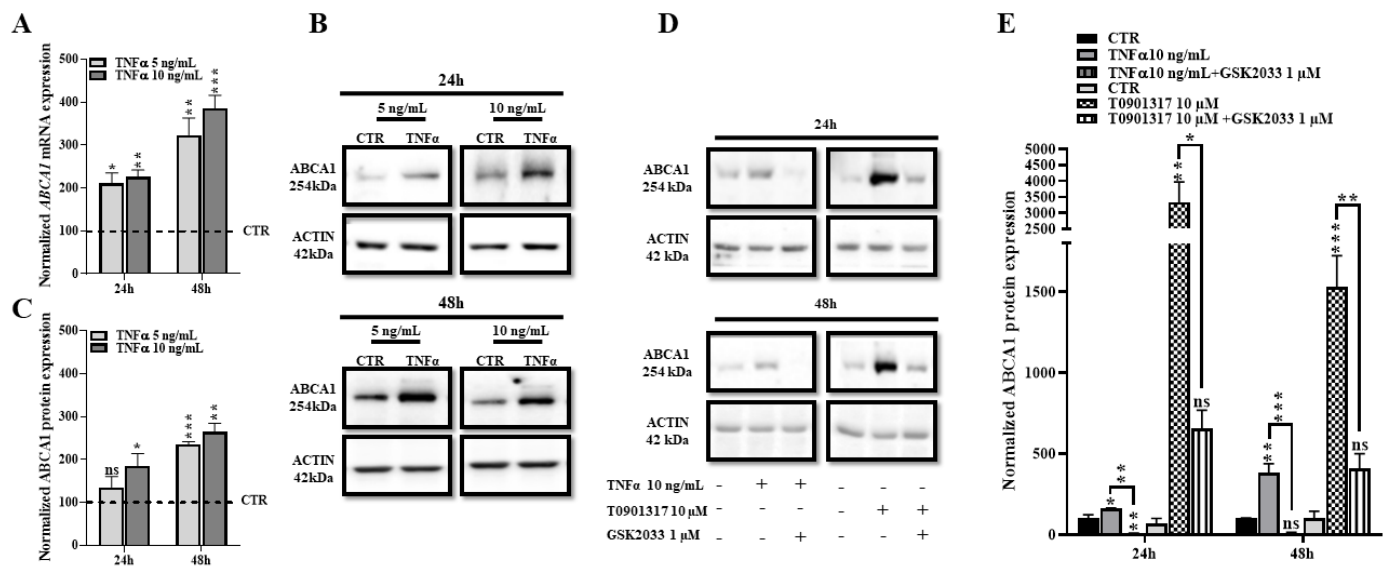 A
Normalized ABCA1 mRNA expression
500
400
300
200
100
0
TNFα 5 ng/mL
TNFα 10 ng/mL
*
**
**
***
CTR
24h
48h
C
Normalized ABCA1 protein expression
500
400
300
200
100
0
TNFα 5 ng/mL
TNFα 10 ng/mL
ns
*
***
**
CTR
24h
48h
B
24h
5 ng/mL
10 ng/mL
CTR
TNFα
CTR
TNFα
ABCA1
254kDa
ACTIN
42kDa
48h
5 ng/mL
10 ng/mL
CTR
TNFα
CTR
TNFα
ABCA1
254kDa
ACTIN
42kDa
D
24h
ABCA1
254 kDa
ACTIN
42 kDa
48h
ABCA1
254 kDa
ACTIN
42 kDa
TNFα 10 ng/mL - + + - - -
T0901317 10 μM - - - - + +
GSK2033 1 μM - - + - - +
E
CTR
TNFα10 ng/mL
TNFα10 ng/mL+GSK2033 1 μM
CTR
T0901317 10 μM
T0901317 10 μM +GSK2033 1 μM
Normalized ABCA1 protein expression
5000
4500
4000
3500
3000
2500
1500
1000
500
0
*
**
**
**
*
ns
**
***
ns
***
**
ns
24h
48h